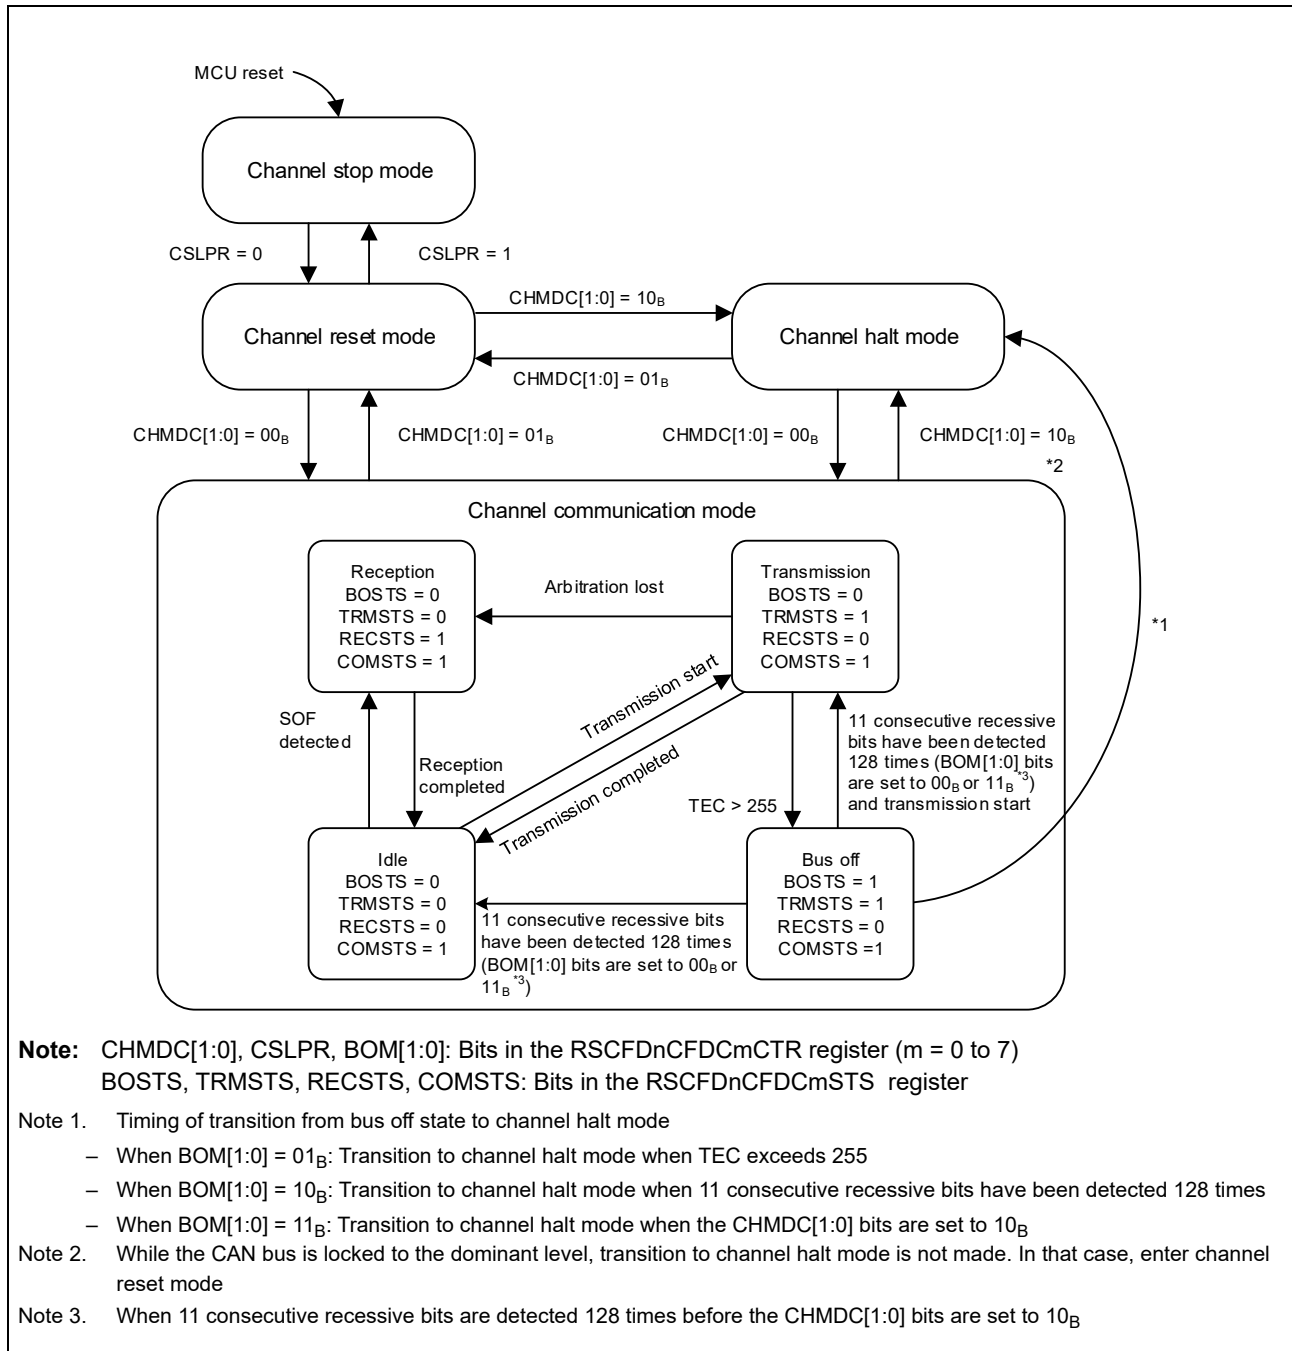 MCU reset
Channel stop mode
CSLPR = 0
CSLPR = 1
Channel reset mode
CHMDC[1:0] = 10B
Channel halt mode
CHMDC[1:0] = 01B
CHMDC[1:0] = 00B
CHMDC[1:0] = 01B
CHMDC[1:0] = 00B
CHMDC[1:0] = 10B
*2
Channel communication mode
Reception
BOSTS = 0
TRMSTS = 0
RECSTS = 1
COMSTS = 1
Arbitration lost
Transmission
BOSTS = 0
TRMSTS = 1
RECSTS = 0
COMSTS = 1
*1
SOF
detected
Reception
completed
Transmission start
Transmission completed
TEC > 255
11 consecutive recessive
bits have been detected
128 times (BOM[1:0] bits
are set to 00B or 11B *3)
and transmission start
Idle
BOSTS = 0
TRMSTS = 0
RECSTS = 0
COMSTS = 1
11 consecutive recessive bits
have been detected 128 times
(BOM[1:0] bits are set to 00B or
11B *3)
Bus off
BOSTS = 1
TRMSTS = 1
RECSTS = 0
COMSTS =1
Note: CHMDC[1:0], CSLPR, BOM[1:0]: Bits in the RSCFDnCFDCmCTR register (m = 0 to 7)
BOSTS, TRMSTS, RECSTS, COMSTS: Bits in the RSCFDnCFDCmSTS register
Note 1. Timing of transition from bus off state to channel halt mode
– When BOM[1:0] = 01B: Transition to channel halt mode when TEC exceeds 255
– When BOM[1:0] = 10B: Transition to channel halt mode when 11 consecutive recessive bits have been detected 128 times
– When BOM[1:0] = 11B: Transition to channel halt mode when the CHMDC[1:0] bits are set to 10B
Note 2. While the CAN bus is locked to the dominant level, transition to channel halt mode is not made. In that case, enter channel
reset mode
Note 3. When 11 consecutive recessive bits are detected 128 times before the CHMDC[1:0] bits are set to 10B